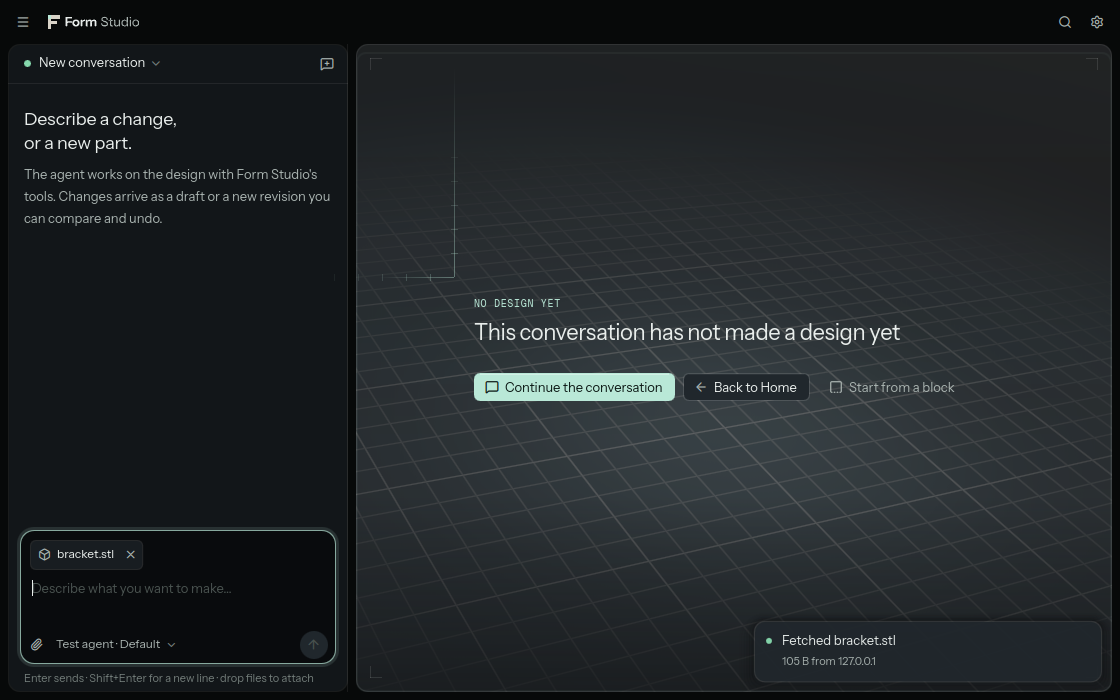 Form Studio
New conversation
Describe a change,
or a new part.
The agent works on the design with Form Studio's
tools. Changes arrive as a draft or a new revision you
can compare and undo.
NO DESIGN YET
This conversation has not made a design yet
Continue the conversation
Back to Home
Start from a block
bracket.stl
Describe what you want to make...
Test agent · Default
Enter sends · Shift+Enter for a new line · drop files to attach
Fetched bracket.stl
105 B from 127.0.0.1